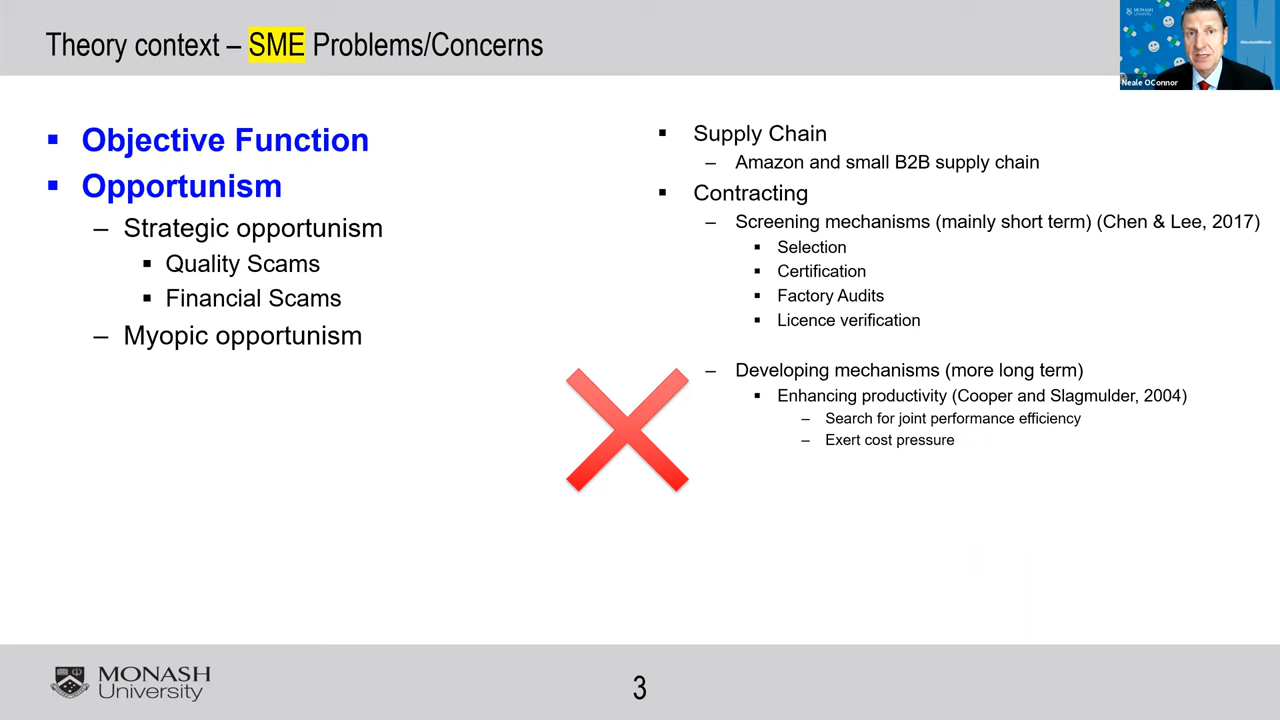 Theory context – SME Problems/Concerns
MONASH
University
Neale OConnor
▪ Objective Function
▪ Opportunism
– Strategic opportunism
▪ Quality Scams
▪ Financial Scams
– Myopic opportunism
▪ Supply Chain
– Amazon and small B2B supply chain
▪ Contracting
– Screening mechanisms (mainly short term) (Chen & Lee, 2017)
▪ Selection
▪ Certification
▪ Factory Audits
▪ Licence verification
– Developing mechanisms (more long term)
▪ Enhancing productivity (Cooper and Slagmulder, 2004)
– Search for joint performance efficiency
– Exert cost pressure
MONASH
University
3